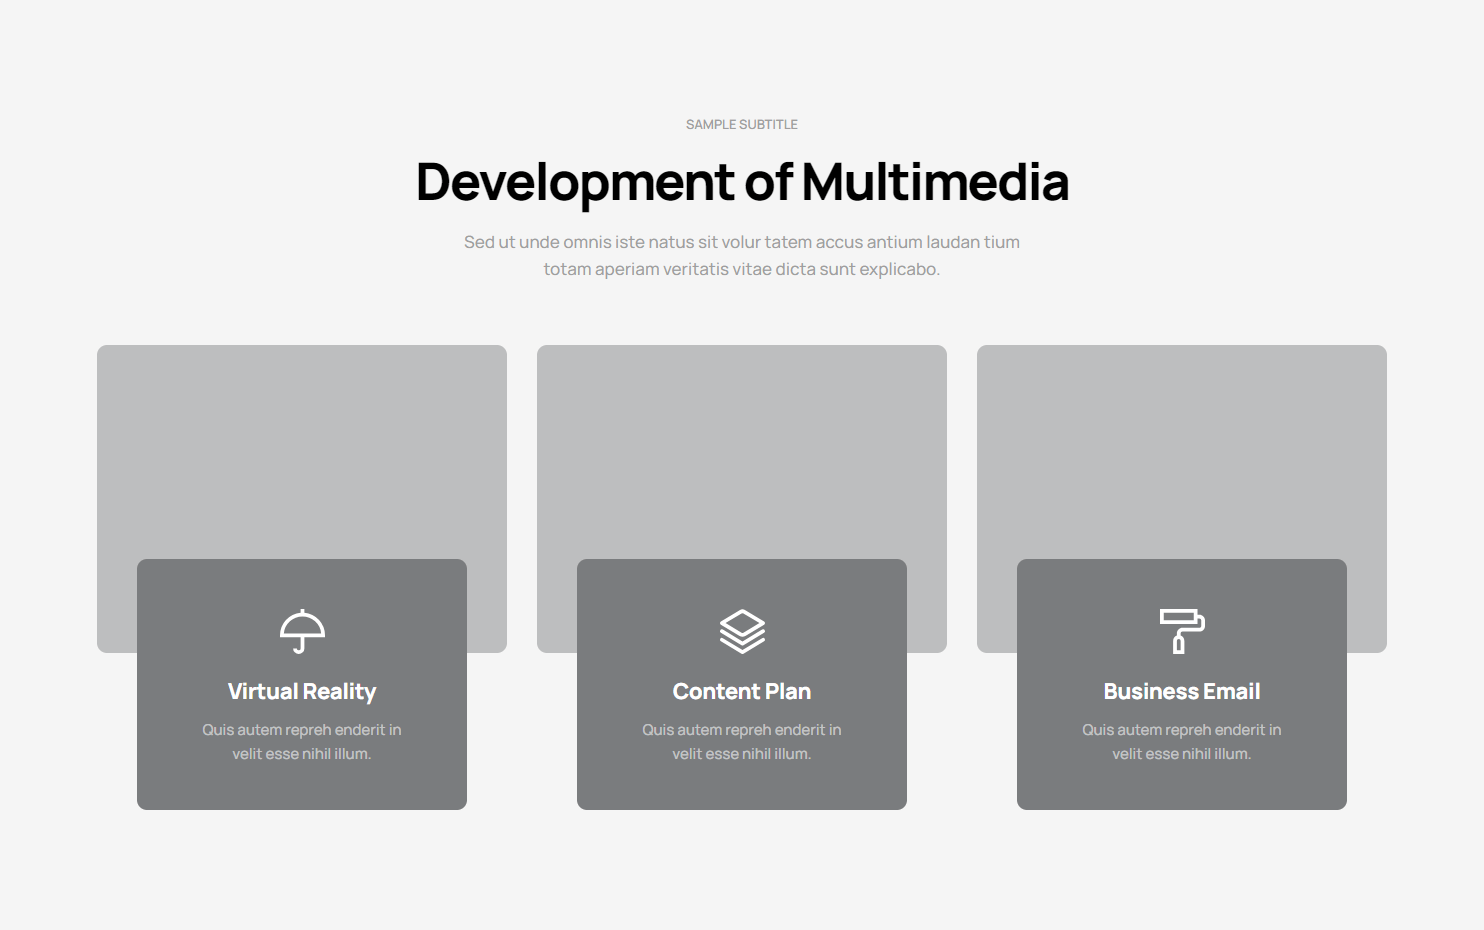 SAMPLE SUBTITLE
Development of Multimedia
Sed ut unde omnis iste natus sit volur tatem accus antium laudan tium
totam aperiam veritatis vitae dicta sunt explicabo.
Virtual Reality
Quis autem repreh enderit in
velit esse nihil illum.
Content Plan
Quis autem repreh enderit in
velit esse nihil illum.
Business Email
Quis autem repreh enderit in
velit esse nihil illum.